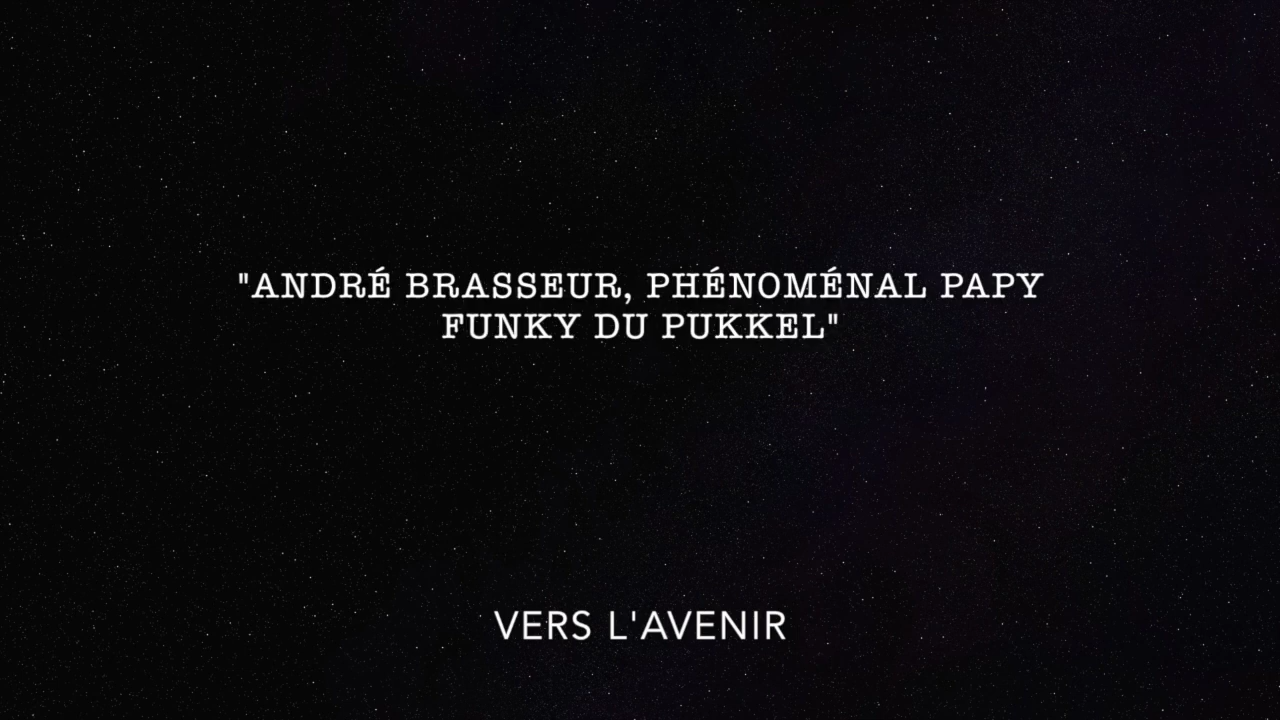 "ANDRÉ BRASSEUR, PHÉNOMÉNAL PAPY
FUNKY DU PUKKEL"
VERS L'AVENIR